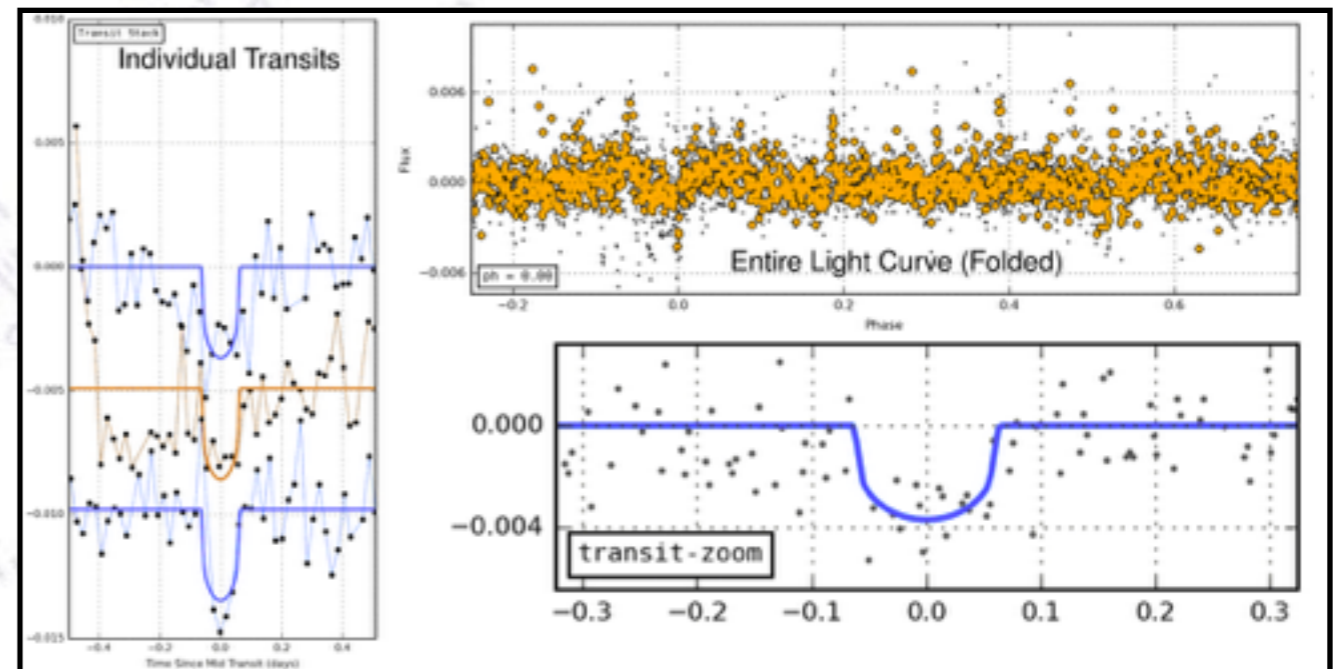 0.010
Transit Stack
Individual Transits
0.005
0.000
−0.005
−0.010
−0.015
−0.4 −0.2 0.0 0.2 0.4
Time Since Mid Transit (days)
Flux
0.006
0.000
−0.006
Entire Light Curve (Folded)
ph = 0.00
−0.2 0.0 0.2 0.4 0.6
Phase
0.000
−0.004
transit-zoom
−0.3 −0.2 −0.1 0.0 0.1 0.2 0.3